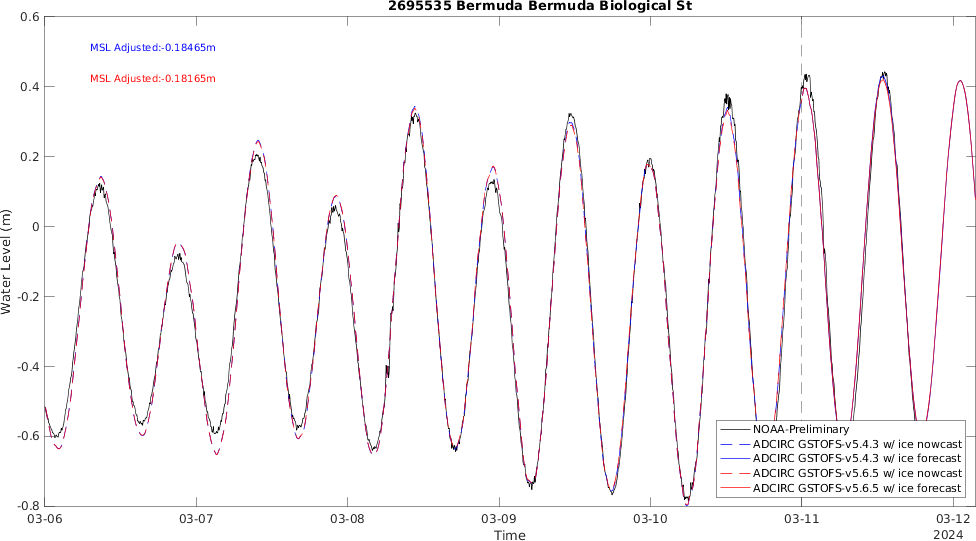 2695535 Bermuda Bermuda Biological St
MSL Adjusted:-0.18465m
MSL Adjusted:-0.18165m
Water Level (m)
0.6
0.4
0.2
0
-0.2
-0.4
-0.6
-0.8
NOAA-Preliminary
ADCIRC GSTOFS-v5.4.3 w/ ice nowcast
ADCIRC GSTOFS-v5.4.3 w/ ice forecast
ADCIRC GSTOFS-v5.6.5 w/ ice nowcast
ADCIRC GSTOFS-v5.6.5 w/ ice forecast
03-06 03-07 03-08 03-09 03-10 03-11 03-12
Time
2024